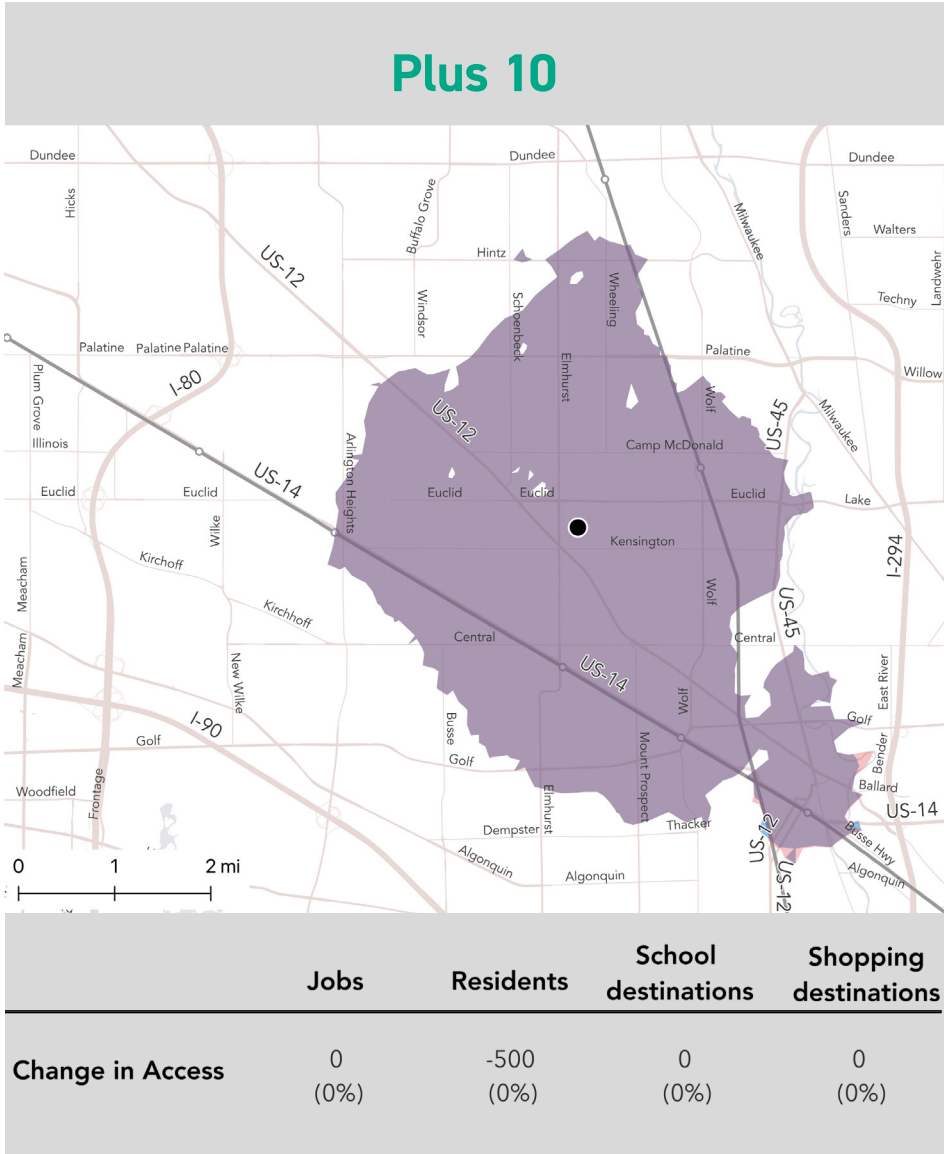 Plus 10
Dundee
Dundee
Dundee
Hicks
Buffalo Grove
Milwaukee
Sanders
Walters
Landwehr
US-12
Hintz
Wheeling
Windsor
Schoenbeck
Techny
Palatine
Palatine
Palatine
Palatine
Elmhurst
Willow
Plum Grove
I-80
Wolf
US-12
US-45
Milwaukee
Illinois
Arlington Heights
Camp McDonald
US-14
Euclid
Euclid
Euclid
Euclid
Euclid
Lake
Wilke
Kensington
I-294
Kirchoff
Meacham
Wolf
US-45
Kirchhoff
Central
Central
Meacham
New Wilke
US-14
East River
Wolf
I-90
Busse
Golf
Golf
Golf
Mount Prospect
Bender
Woodfield
Frontage
Elmhurst
Ballard
US-14
Dempster
Thacker
US-12
Busse Hwy
0 1 2 mi
Algonquin
Algonquin
Algonquin
US-12
Jobs Residents School destinations Shopping destinations
Change in Access 0 -500 0 0
(0%) (0%) (0%) (0%)